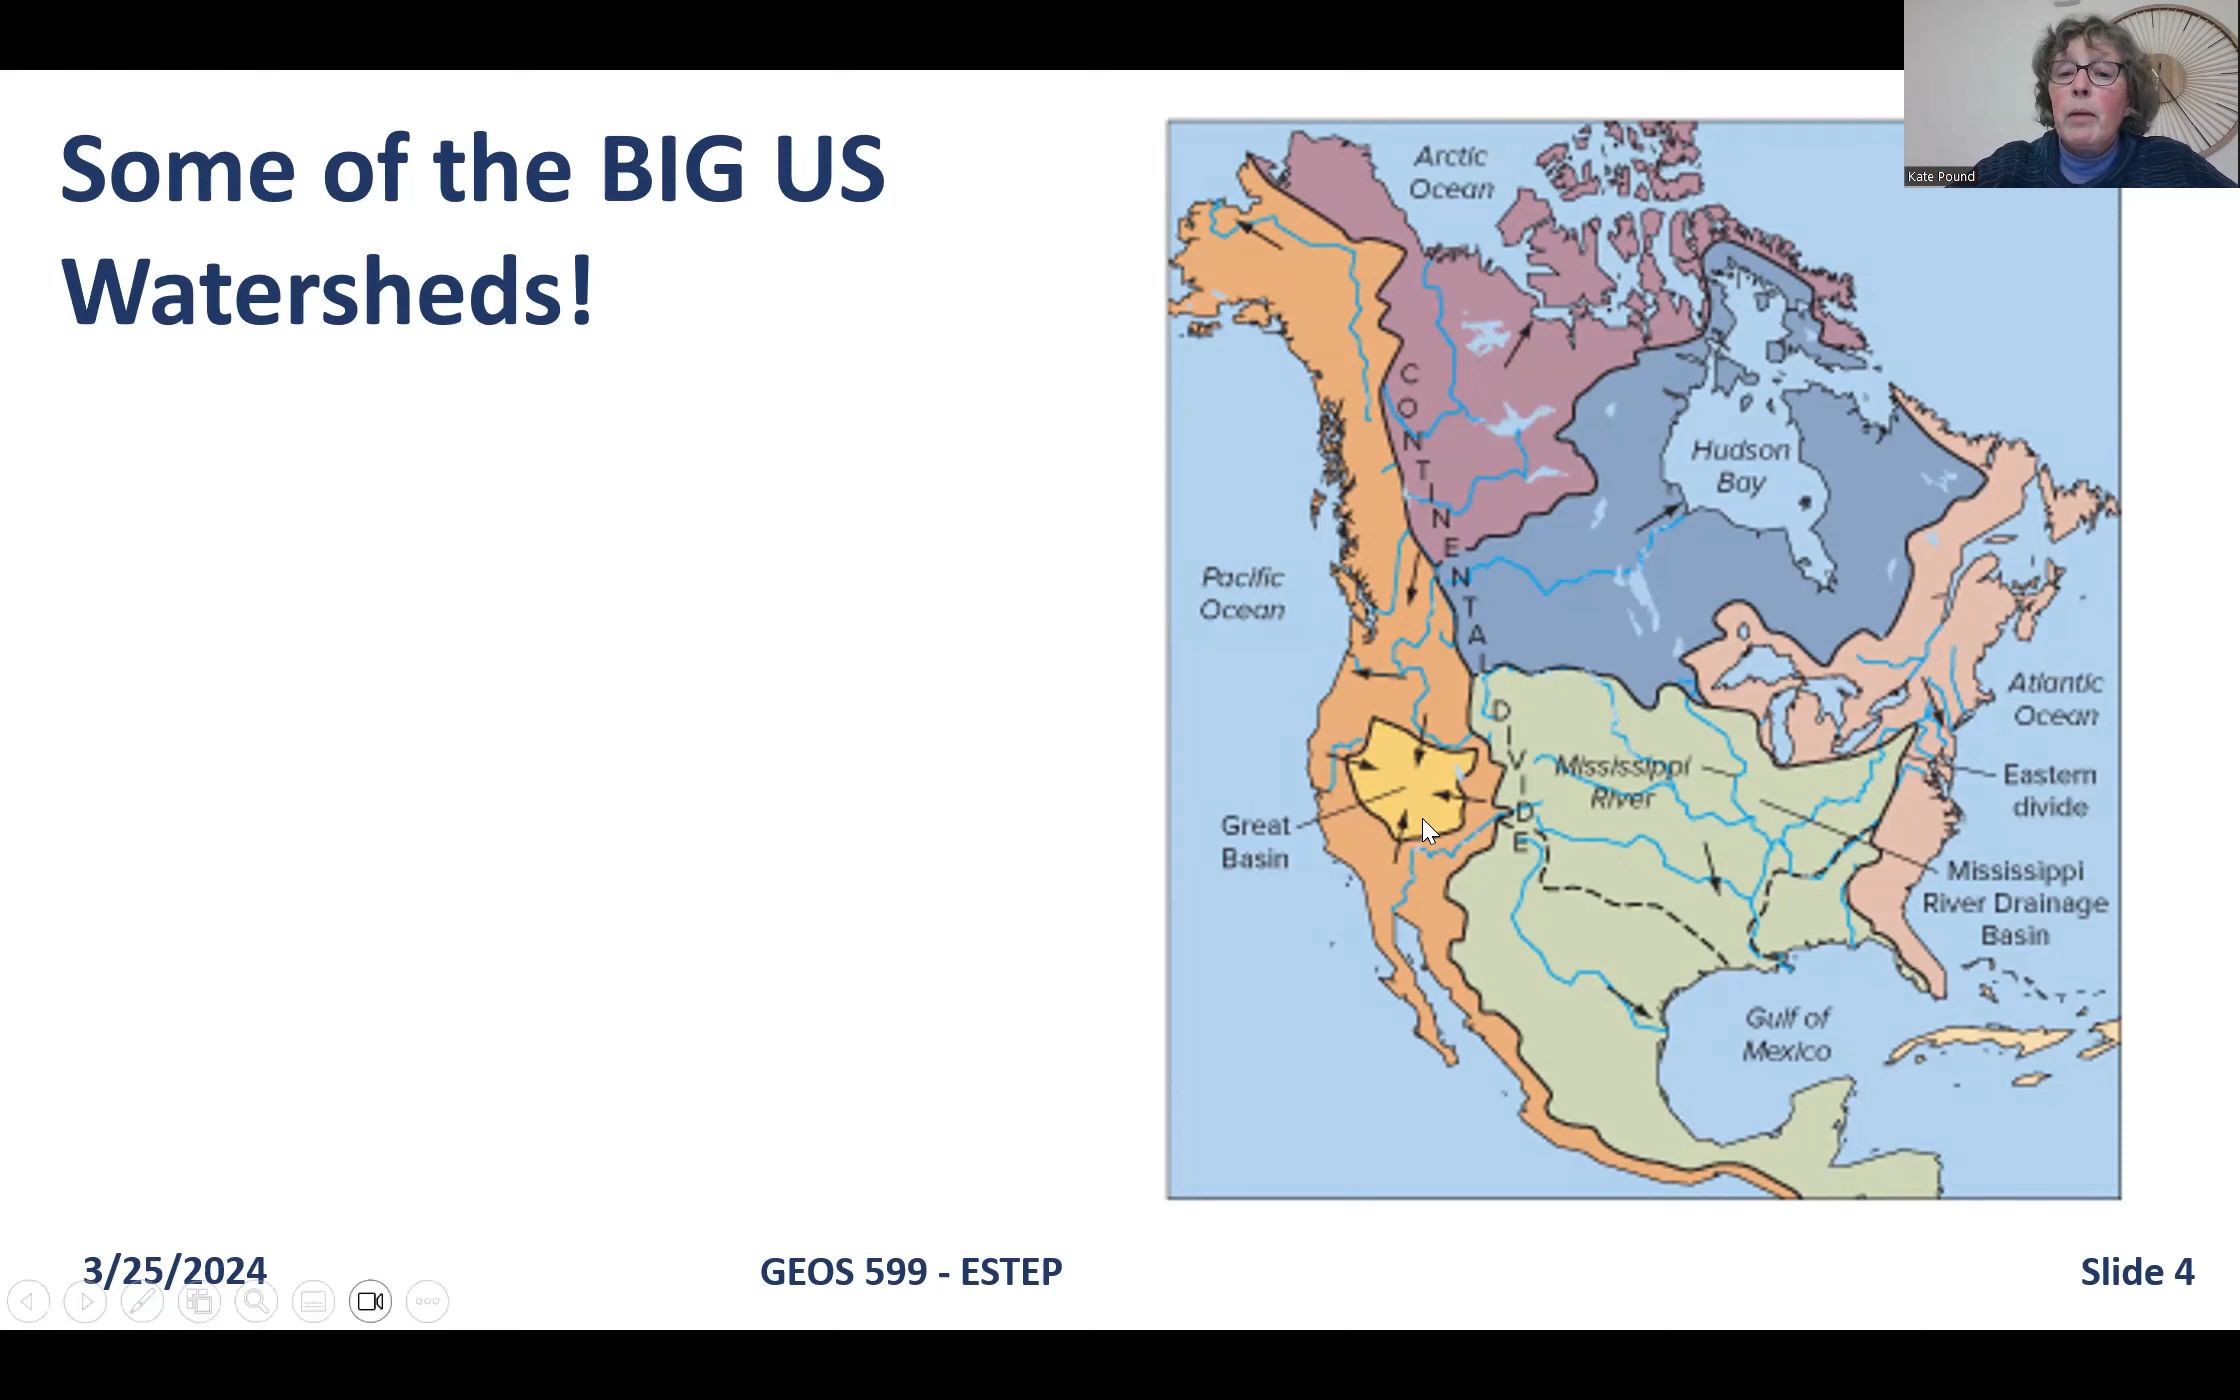 Kate Pound
Some of the BIG US
Watersheds!
Arctic
Ocean
Hudson
Bay
Pacific
Ocean
CONTINENTAL
DIVIDE
Atlantic
Ocean
Mississippi
River
Eastern
divide
Great
Basin
Mississippi
River Drainage
Basin
Gulf of
Mexico
3/25/2024
GEOS 599 - ESTEP
Slide 4